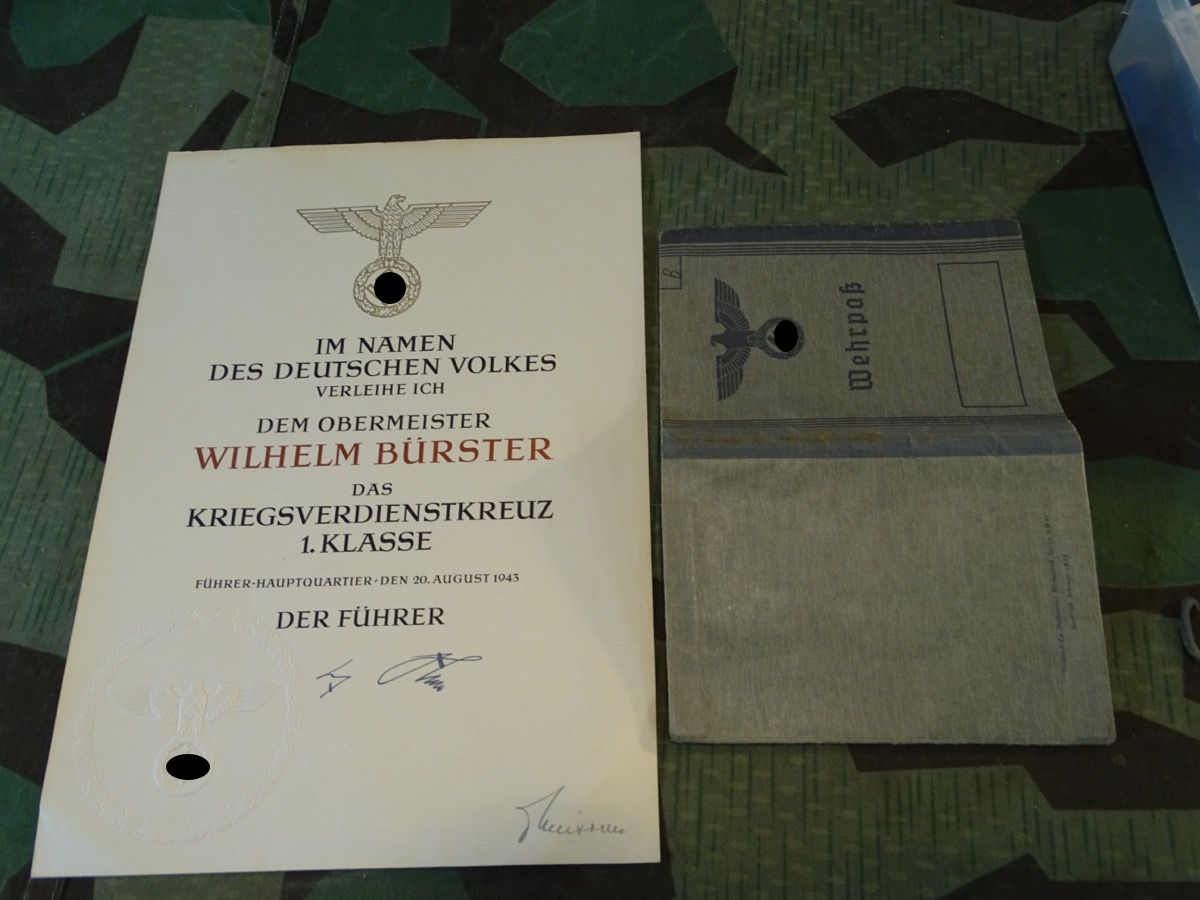 IM NAMEN
DES DEUTSCHEN VOLKES
VERLEIHE ICH
DEM OBERMEISTER
WILHELM BÜRSTER
DAS
KRIEGSVERDIENSTKREUZ
1. KLASSE
FÜHRER-HAUPTQUARTIER-DEN 20. AUGUST 1943
DER FÜHRER
B
Wehrpaß